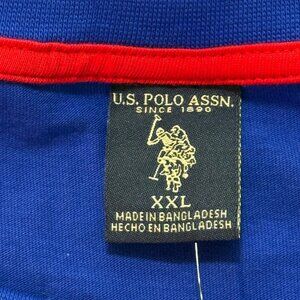 U.S. POLO ASSN.
SINCE 1890
XXL
MADE IN BANGLADESH
HECHO EN BANGLADESH